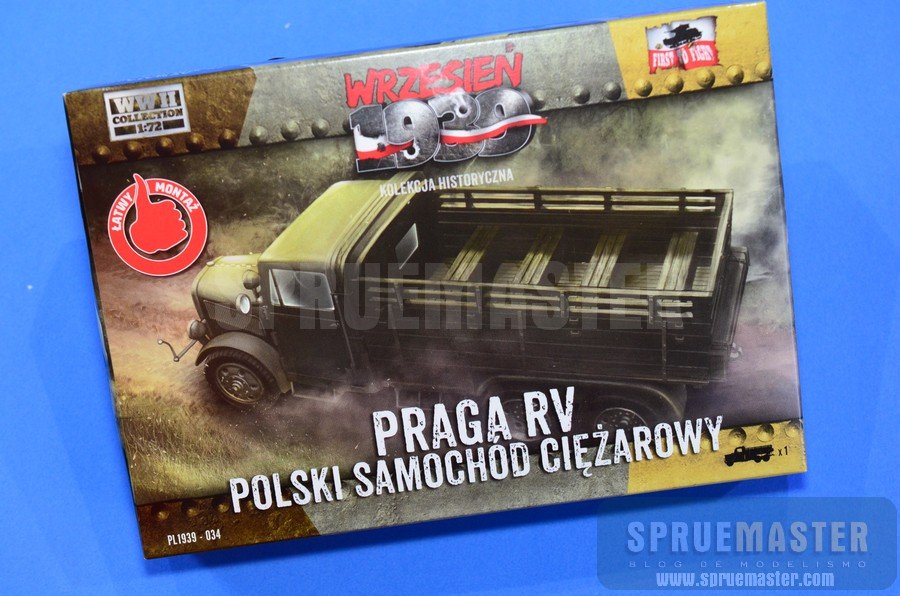 WWII
COLLECTION
1:72
WRZESIEŃ
1939
KOLEKCJA HISTORYCZNA
FIRST TO FIGHT
ŁATWY MONTAŻ
SPRUEMASTER
PRAGA RV
POLSKI SAMOCHÓD CIĘŻAROWY
x1
PL1939 - 034
SPRUEMASTER
BLOG DE MODELISMO
www.spruemaster.com